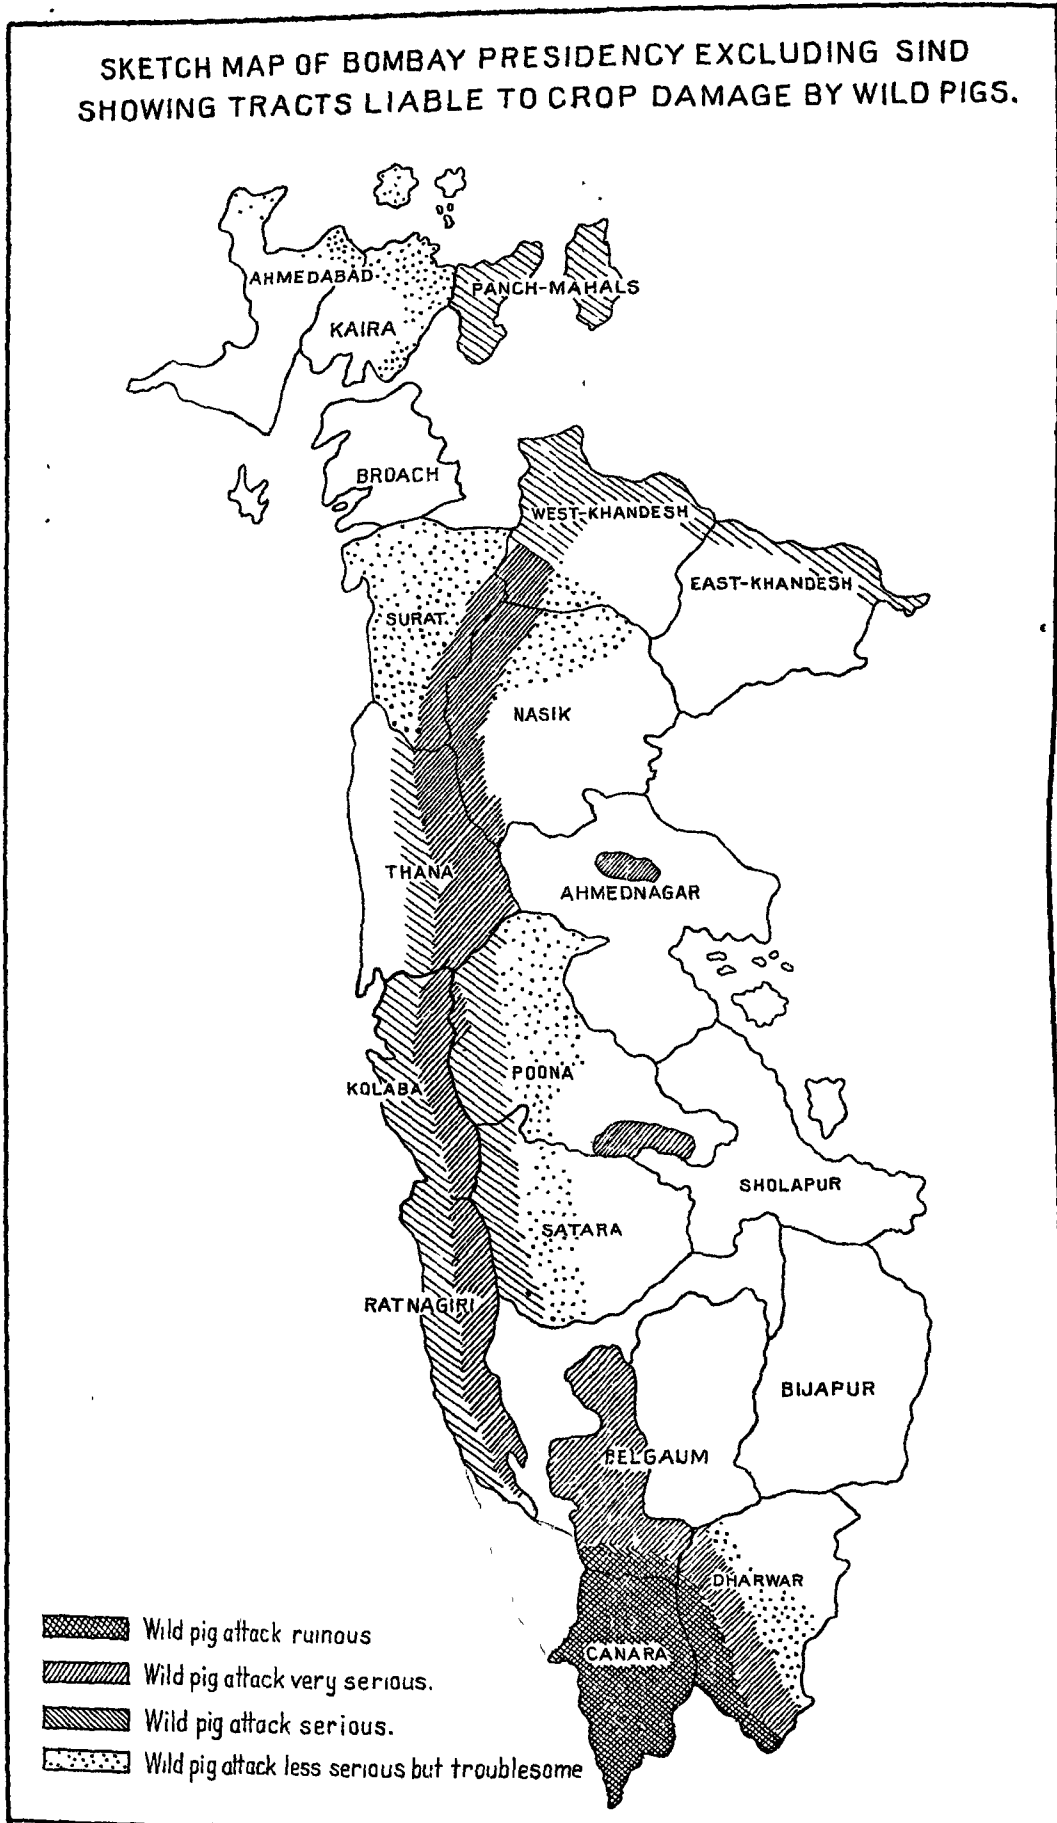 SKETCH MAP OF BOMBAY PRESIDENCY EXCLUDING SIND
SHOWING TRACTS LIABLE TO CROP DAMAGE BY WILD PIGS.
AHMEDABAD
PANCH-MAHALS
KAIRA
BROACH
WEST-KHANDESH
EAST-KHANDESH
SURAT
NASIK
THANA
AHMEDNAGAR
POONA
KOLABA
SHOLAPUR
SATARA
RATNAGIRI
BIJAPUR
BELGAUM
DHARWAR
CANARA
Wild pig attack ruinous
Wild pig attack very serious.
Wild pig attack serious.
Wild pig attack less serious but troublesome